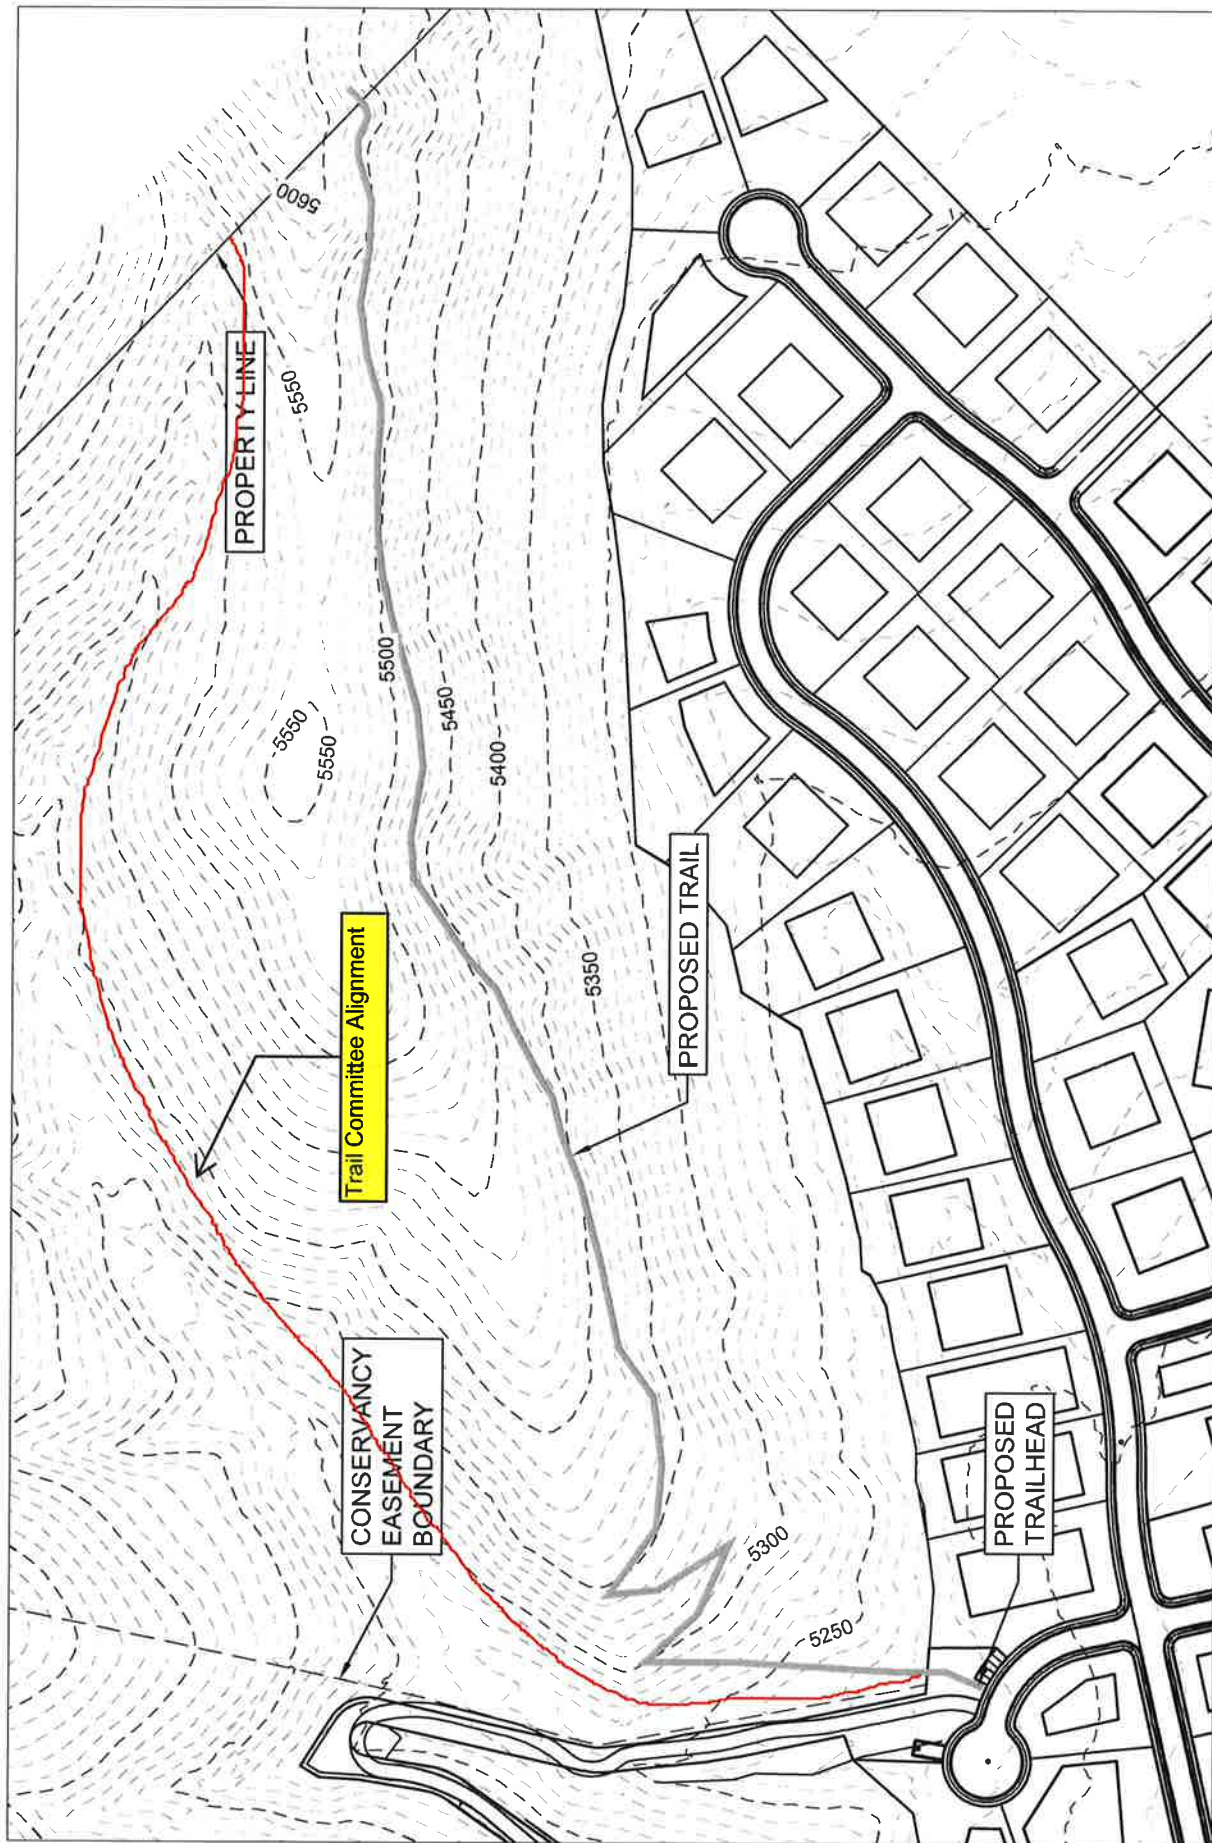 5600
PROPERTY LINE
5550
5500
5450
5400
5550
5550
Trail Committee Alignment
5350
PROPOSED TRAIL
CONSERVANCY
EASEMENT
BOUNDARY
PROPOSED
TRAILHEAD
5300
5250